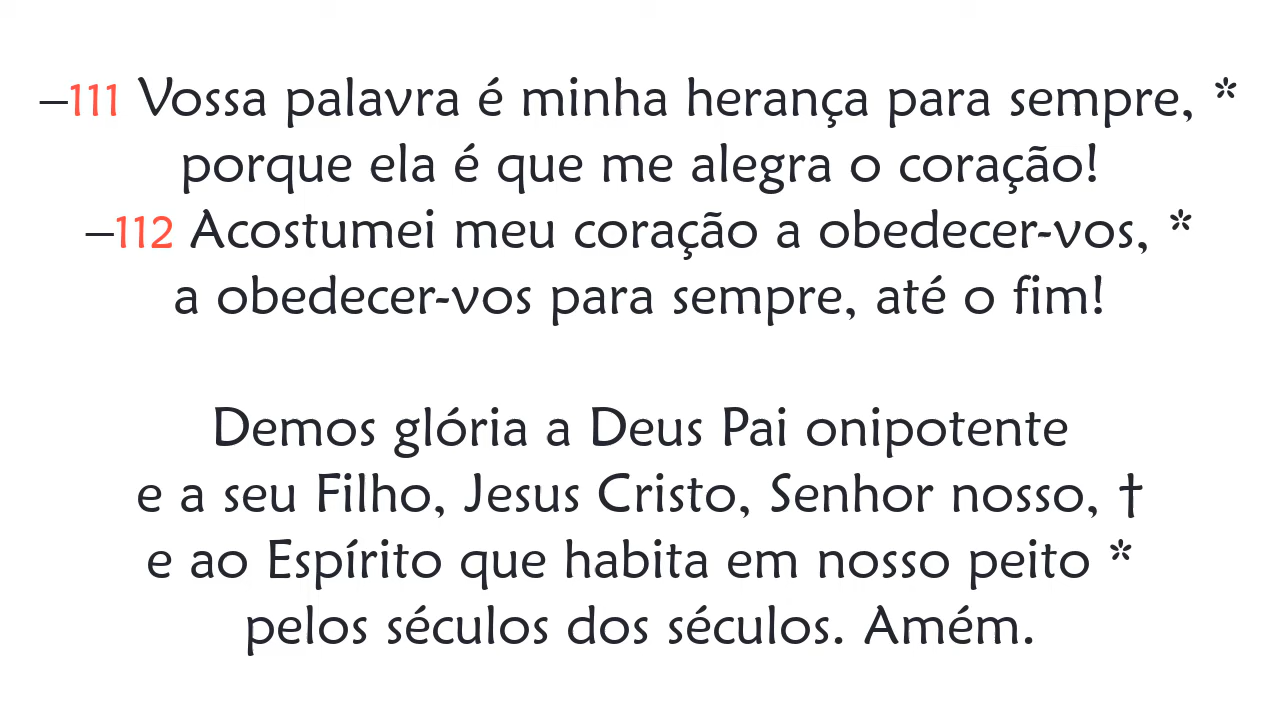 –111 Vossa palavra é minha herança para sempre, *
porque ela é que me alegra o coração!
–112 Acostumei meu coração a obedecer-vos, *
a obedecer-vos para sempre, até o fim!
Demos glória a Deus Pai onipotente
e a seu Filho, Jesus Cristo, Senhor nosso, †
e ao Espírito que habita em nosso peito *
pelos séculos dos séculos. Amém.